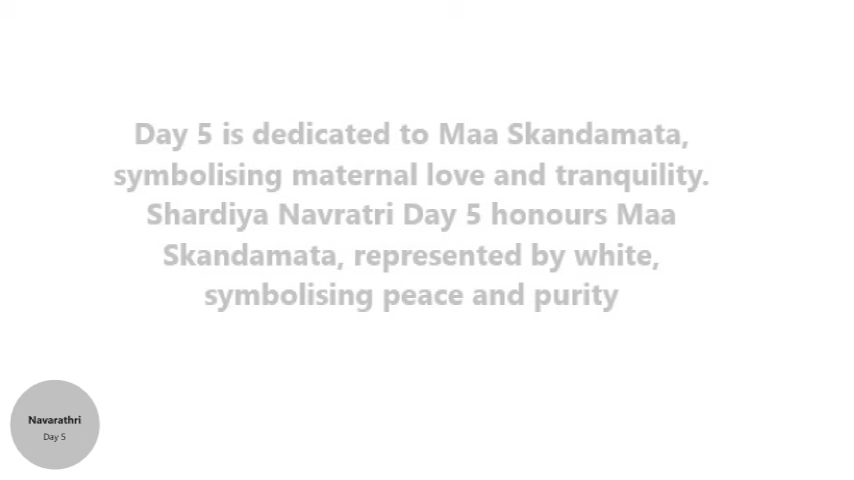 Day 5 is dedicated to Maa Skandamata,
symbolising maternal love and tranquility.
Shardiya Navratri Day 5 honours Maa
Skandamata, represented by white,
symbolising peace and purity
Navarathri
Day 5